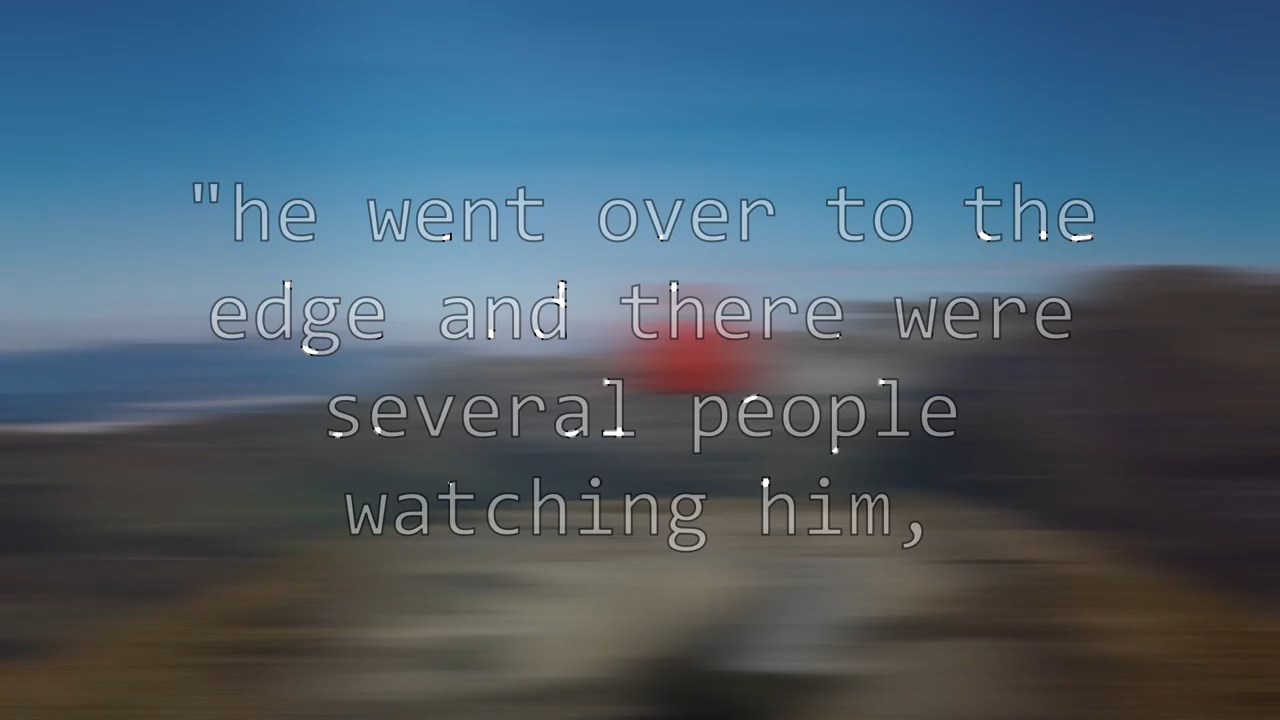 "he went over to the
edge and there were
several people
watching him,